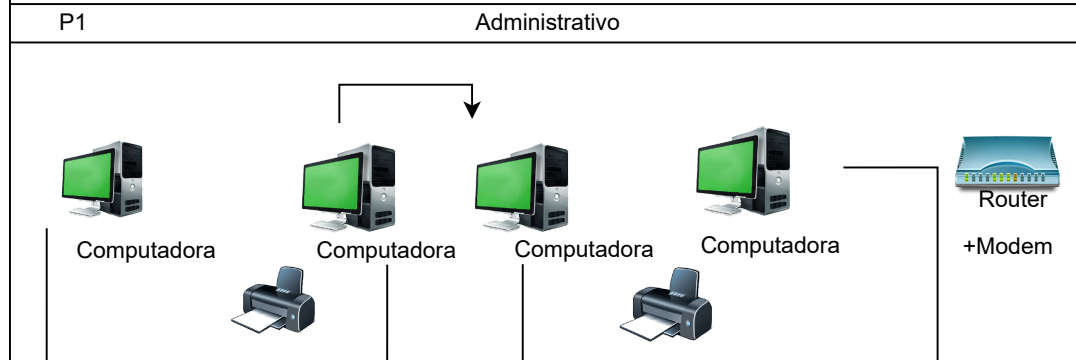 P1
Administrativo
Computadora
Computadora
Computadora
Computadora
Router
+Modem